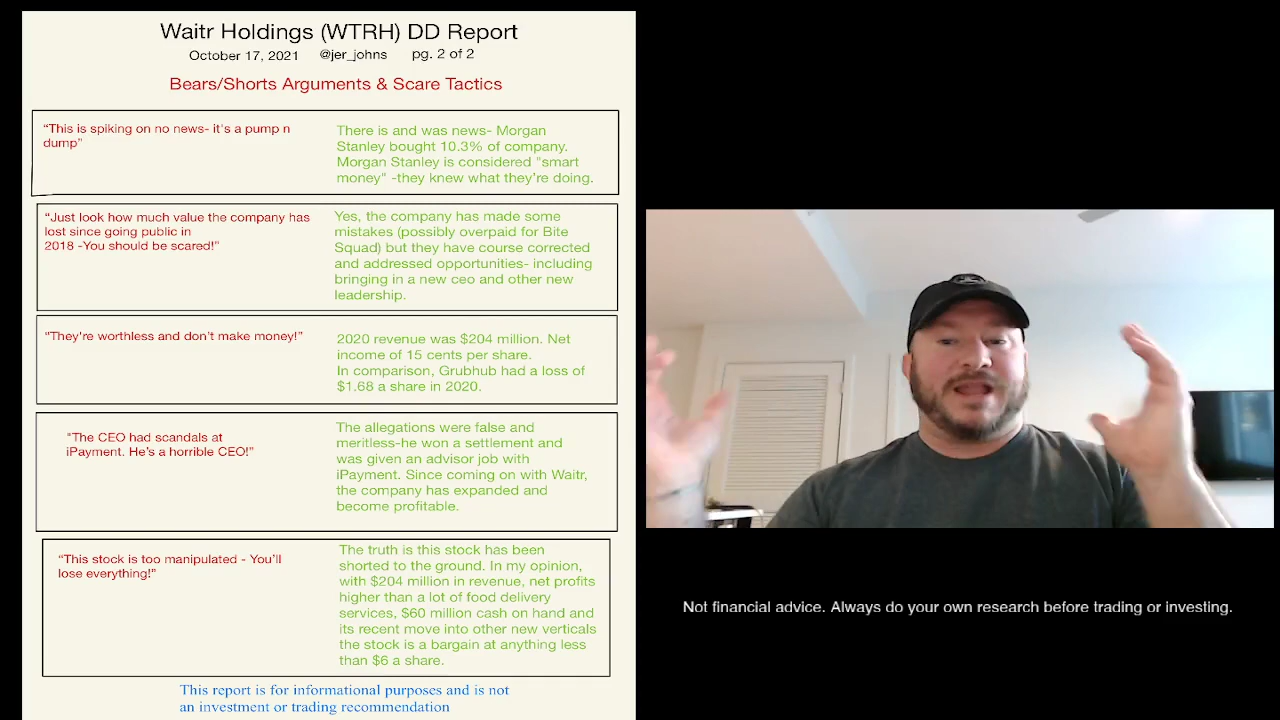 Waitr Holdings (WTRH) DD Report
October 17, 2021 @jer_johns pg. 2 of 2
Bears/Shorts Arguments & Scare Tactics
“This is spiking on no news- it's a pump n
dump”
There is and was news- Morgan
Stanley bought 10.3% of company.
Morgan Stanley is considered "smart
money" -they knew what they’re doing.
“Just look how much value the company has
lost since going public in
2018 -You should be scared!”
Yes, the company has made some
mistakes (possibly overpaid for Bite
Squad) but they have course corrected
and addressed opportunities- including
bringing in a new ceo and other new
leadership.
“They're worthless and don’t make money!”
2020 revenue was $204 million. Net
income of 15 cents per share.
In comparison, Grubhub had a loss of
$1.68 a share in 2020.
"The CEO had scandals at
iPayment. He’s a horrible CEO!”
The allegations were false and
meritless-he won a settlement and
was given an advisor job with
iPayment. Since coming on with Waitr,
the company has expanded and
become profitable.
“This stock is too manipulated - You’ll
lose everything!”
The truth is this stock has been
shorted to the ground. In my opinion,
with $204 million in revenue, net profits
higher than a lot of food delivery
services, $60 million cash on hand and
its recent move into other new verticals
the stock is a bargain at anything less
than $6 a share.
This report is for informational purposes and is not
an investment or trading recommendation
Not financial advice. Always do your own research before trading or investing.